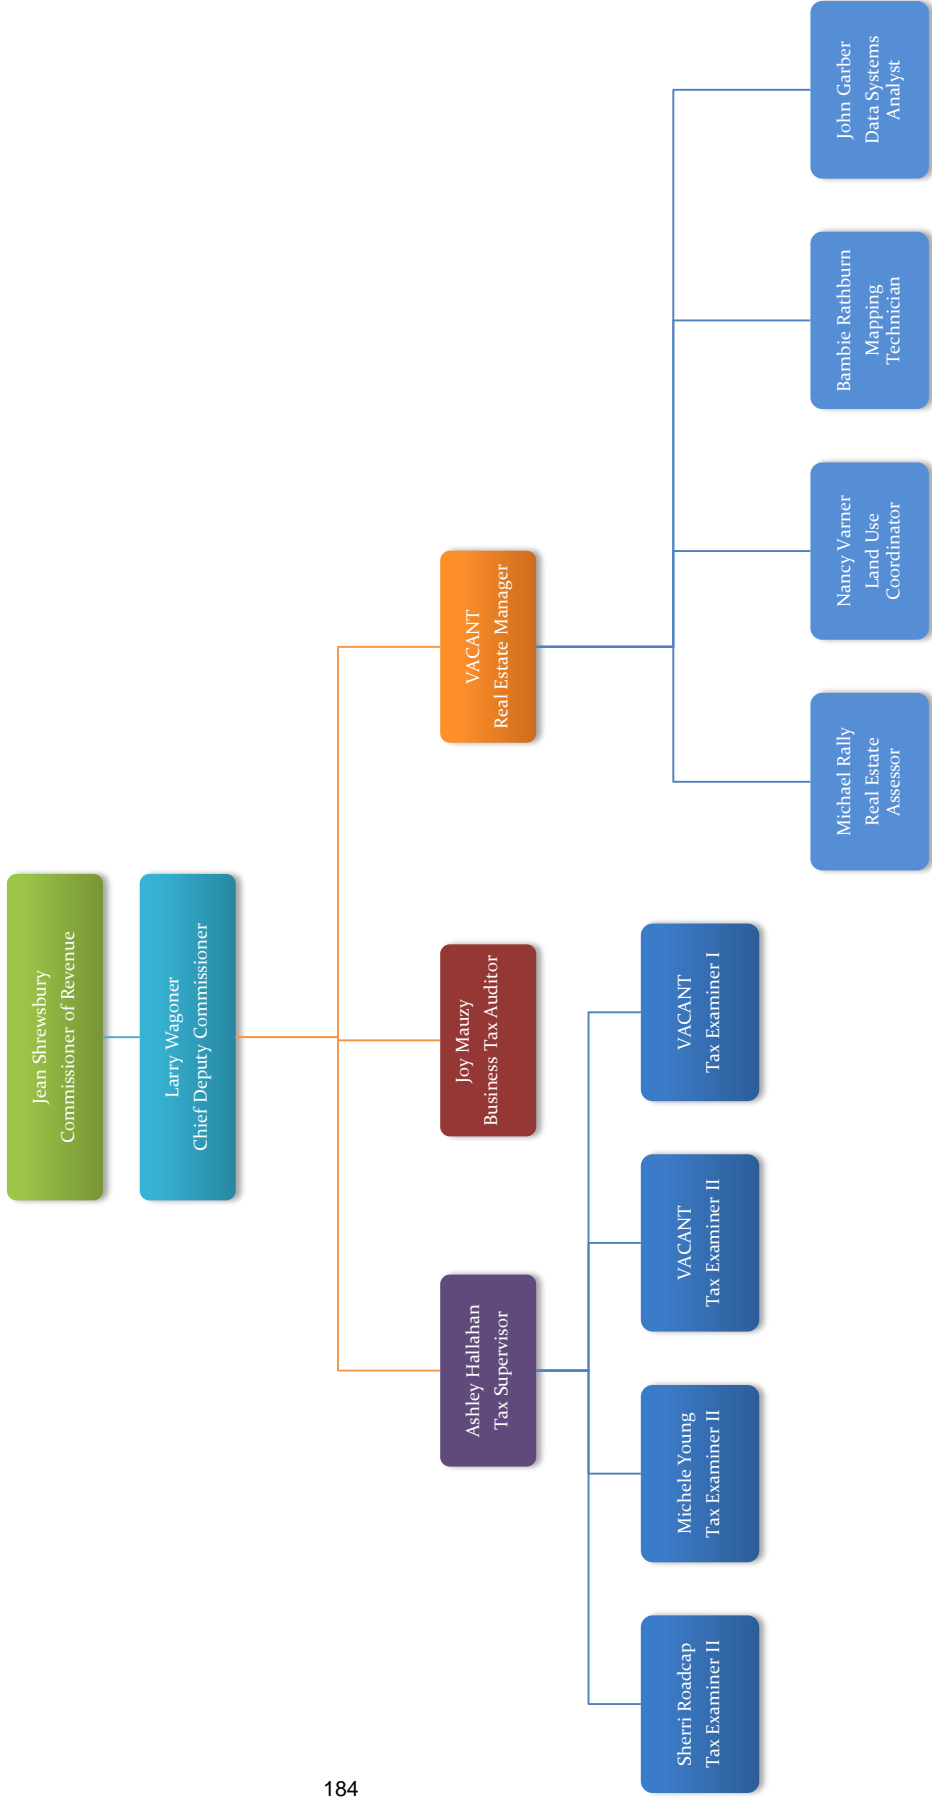 Jean Shrewsbury
Commissioner of Revenue
Larry Wagoner
Chief Deputy Commissioner
Ashley Hallahan
Tax Supervisor
Joy Mauzy
Business Tax Auditor
VACANT
Real Estate Manager
Sherri Roadcap
Tax Examiner II
Michele Young
Tax Examiner II
VACANT
Tax Examiner II
VACANT
Tax Examiner I
Michael Rally
Real Estate
Assessor
Nancy Varner
Land Use
Coordinator
Bambie Rathburn
Mapping
Technician
John Garber
Data Systems
Analyst
184